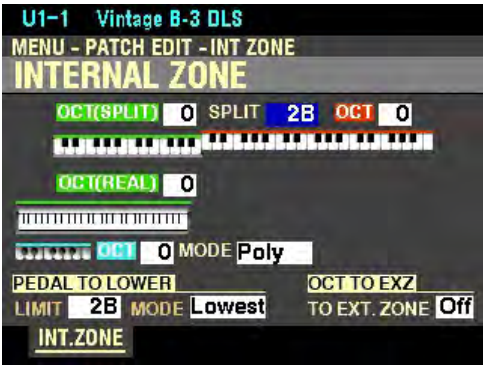 U1-1 Vintage B-3 DLS
MENU - PATCH EDIT - INT ZONE
INTERNAL ZONE
OCT(SPLIT) 0 SPLIT 2B OCT 0
OCT(REAL) 0
OCT 0 MODE Poly
PEDAL TO LOWER OCT TO EXZ
LIMIT 2B MODE Lowest TO EXT. ZONE Off
INT.ZONE